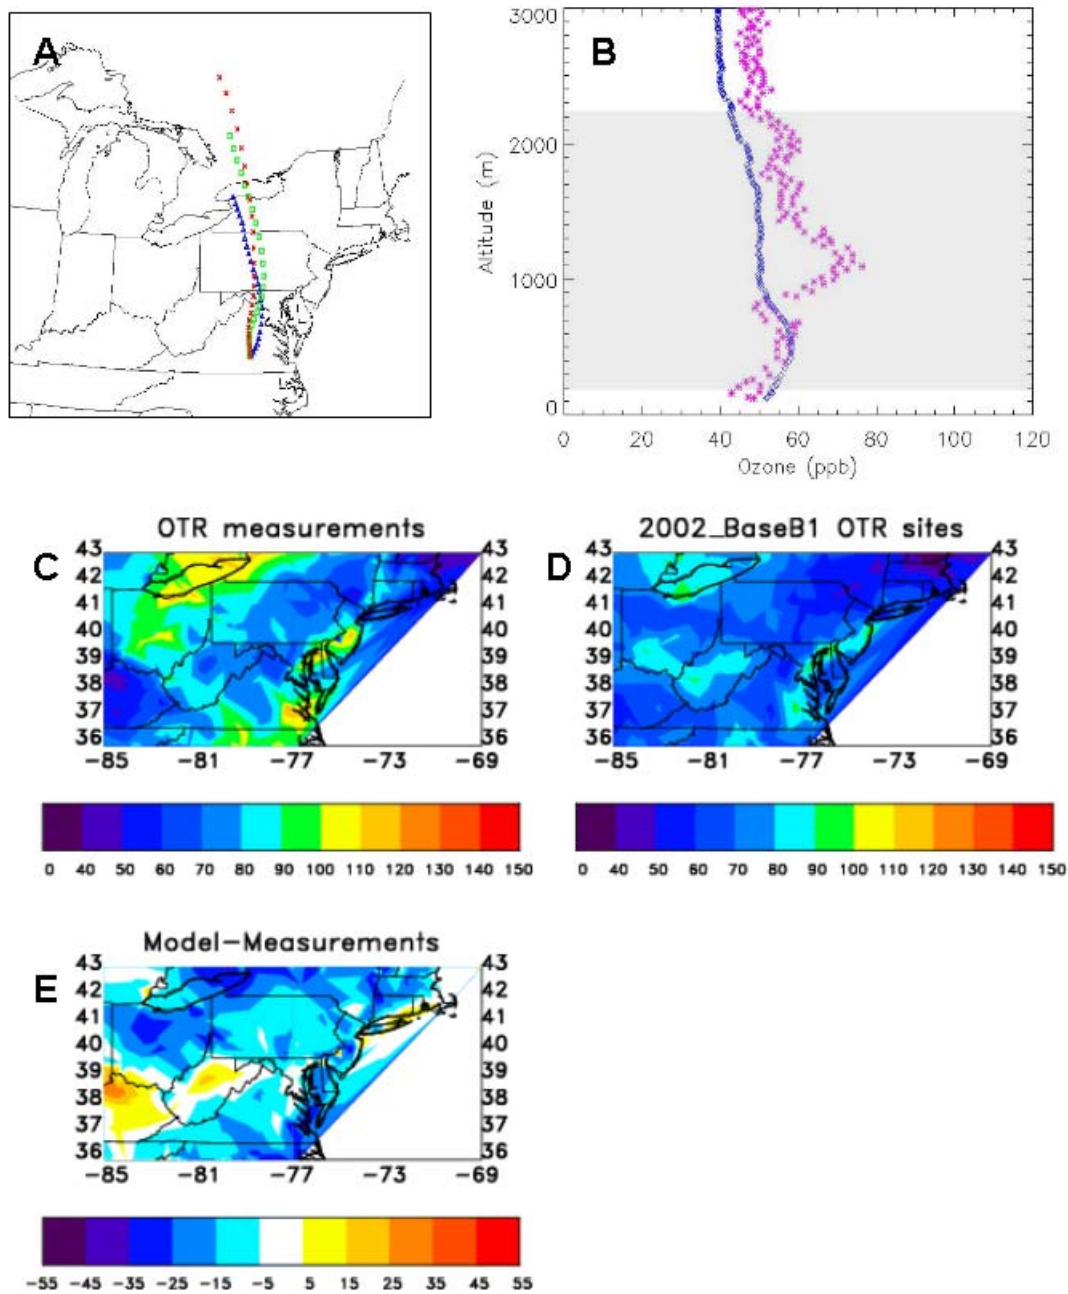 A
B
3000
2000
1000
0
Altitude (m)
0 20 40 60 80 100 120
Ozone (ppb)
C
OTR measurements
43 43
42 42
41 41
40 40
39 39
38 38
37 37
36 36
-85 -81 -77 -73 -69
0 40 50 60 70 80 90 100 110 120 130 140 150
D
2002_BaseB1 OTR sites
43 43
42 42
41 41
40 40
39 39
38 38
37 37
36 36
-85 -81 -77 -73 -69
0 40 50 60 70 80 90 100 110 120 130 140 150
E
Model-Measurements
43 43
42 42
41 41
40 40
39 39
38 38
37 37
36 36
-85 -81 -77 -73 -69
-55 -45 -35 -25 -15 -5 5 15 25 35 45 55